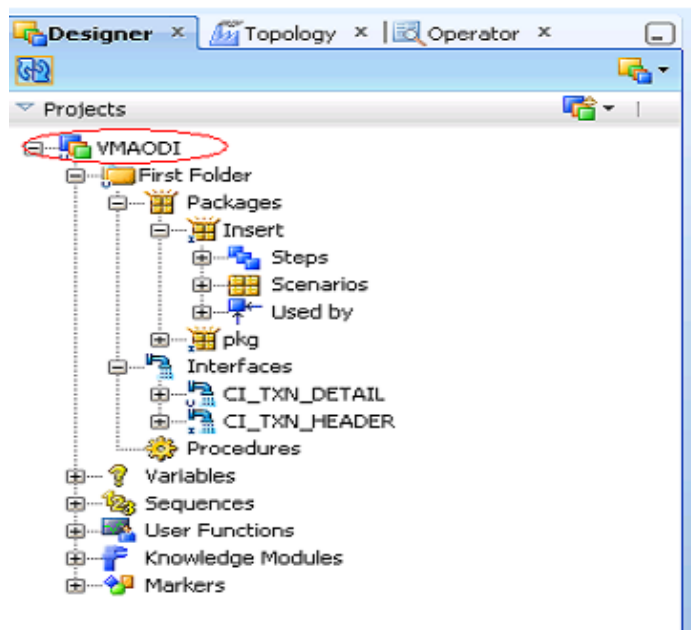 Designer Topology Operator
Projects
VMAODI
First Folder
Packages
Insert
Steps
Scenarios
Used by
pkg
Interfaces
CI_TXN_DETAIL
CI_TXN_HEADER
Procedures
Variables
Sequences
User Functions
Knowledge Modules
Markers